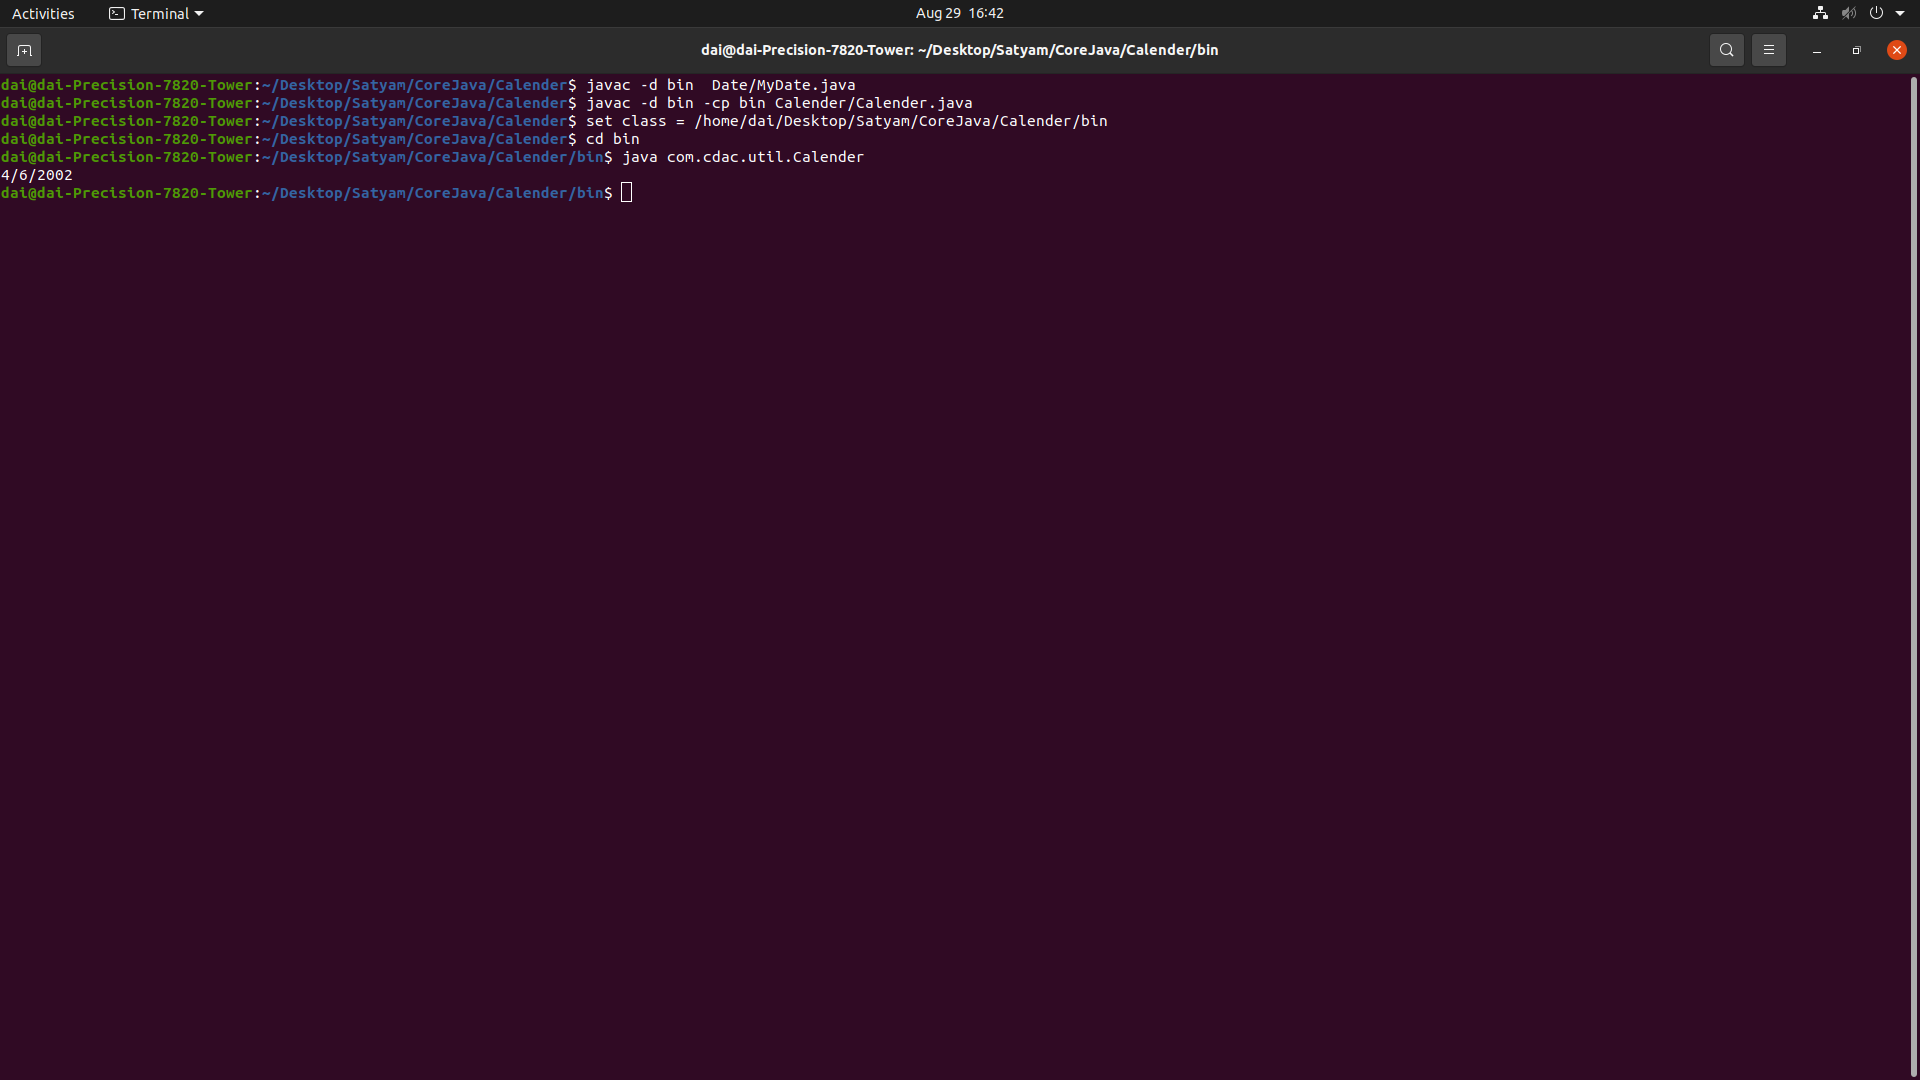 Activities Terminal Aug 29 16:42
dai@dai-Precision-7820-Tower: ~/Desktop/Satyam/CoreJava/Calender/bin
dai@dai-Precision-7820-Tower:~/Desktop/Satyam/CoreJava/Calender$ javac -d bin  Date/MyDate.java
dai@dai-Precision-7820-Tower:~/Desktop/Satyam/CoreJava/Calender$ javac -d bin -cp bin Calender/Calender.java
dai@dai-Precision-7820-Tower:~/Desktop/Satyam/CoreJava/Calender$ set class = /home/dai/Desktop/Satyam/CoreJava/Calender/bin
dai@dai-Precision-7820-Tower:~/Desktop/Satyam/CoreJava/Calender$ cd bin
dai@dai-Precision-7820-Tower:~/Desktop/Satyam/CoreJava/Calender/bin$ java com.cdac.util.Calender
4/6/2002
dai@dai-Precision-7820-Tower:~/Desktop/Satyam/CoreJava/Calender/bin$